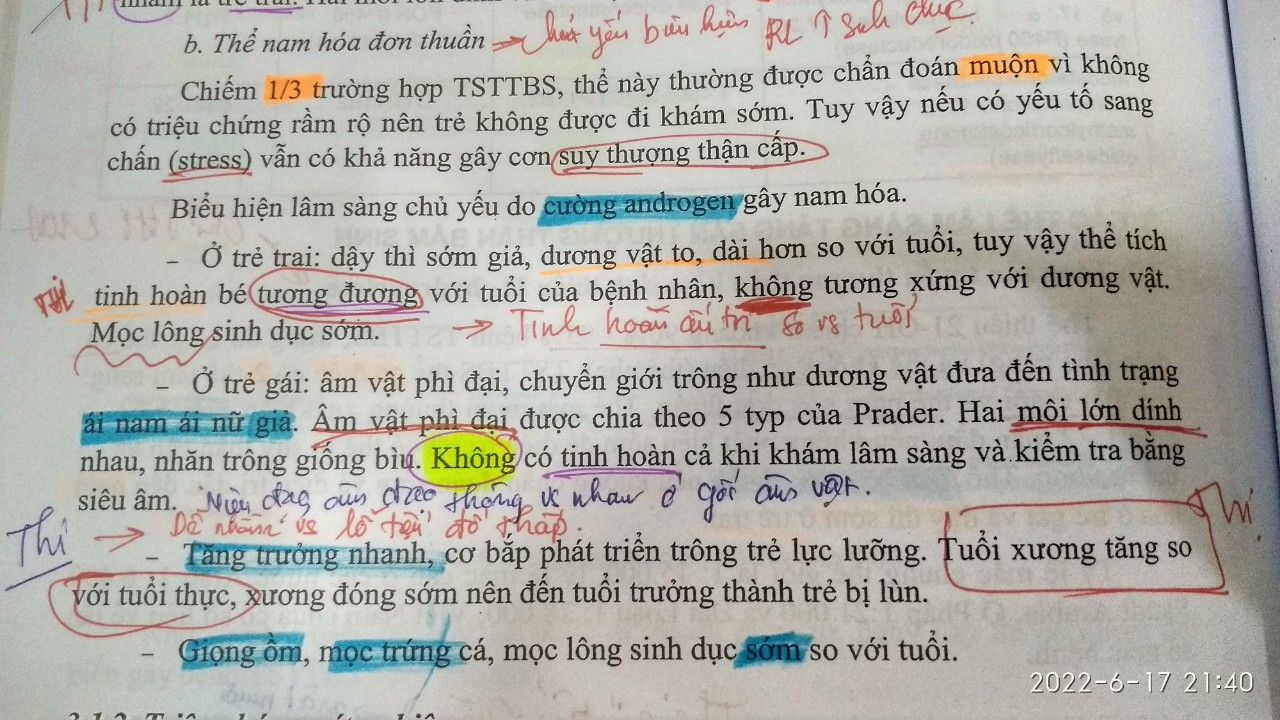 b. Thể nam hóa đơn thuần → chủ yếu biểu hiện RL ↑ sinh dục.
Chiếm 1/3 trường hợp TSTTBS, thể này thường được chẩn đoán muộn vì không
có triệu chứng rầm rộ nên trẻ không được đi khám sớm. Tuy vậy nếu có yếu tố sang
chấn (stress) vẫn có khả năng gây cơn suy thượng thận cấp.
Biểu hiện lâm sàng chủ yếu do cường androgen gây nam hóa.
- Ở trẻ trai: dậy thì sớm giả, dương vật to, dài hơn so với tuổi, tuy vậy thể tích
tinh hoàn bé tương đương với tuổi của bệnh nhân, không tương xứng với dương vật.
Mọc lông sinh dục sớm. → Tinh hoàn ấu trĩ so vs tuổi
- Ở trẻ gái: âm vật phì đại, chuyển giới trông như dương vật đưa đến tình trạng
ái nam ái nữ giả. Âm vật phì đại được chia theo 5 typ của Prader. Hai môi lớn dính
nhau, nhăn trông giống bìu. Không có tinh hoàn cả khi khám lâm sàng và kiểm tra bằng
siêu âm. Niệu đạo âm đạo thông vs nhau ở gốc âm vật.
Thi → Dễ nhầm vs lỗ tiểu đổ thấp.
- Tăng trưởng nhanh, cơ bắp phát triển trông trẻ lực lưỡng. Tuổi xương tăng so
với tuổi thực, xương đóng sớm nên đến tuổi trưởng thành trẻ bị lùn.
- Giọng ồm, mọc trứng cá, mọc lông sinh dục sớm so với tuổi.
2022-6-17 21:40